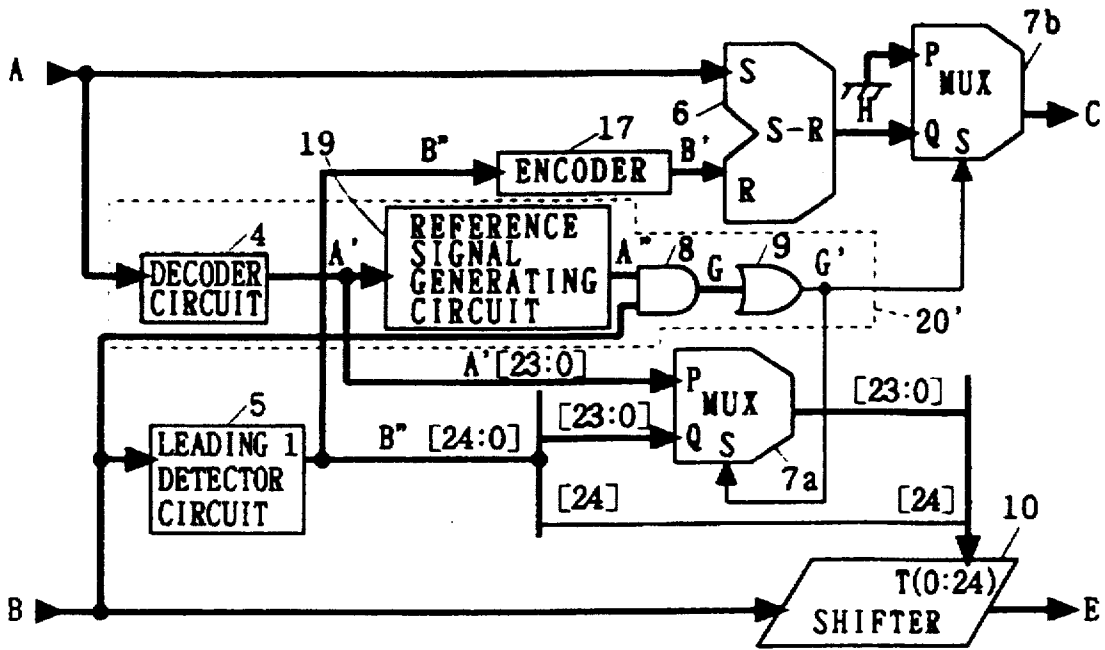 7b
A
P
MUX
S
H
C
6
S-R
Q S
17
19
B"
ENCODER
B'
R
REFERENCE
SIGNAL
GENERATING
CIRCUIT
4
A'
A"
8
G
9
G'
DECODER
CIRCUIT
20'
A'[23:0]
P
MUX
[23:0]
5
[23:0]
LEADING 1
DETECTOR
CIRCUIT
B" [24:0]
Q S
7a
[24]
[24]
10
T(0:24)
B
SHIFTER
E